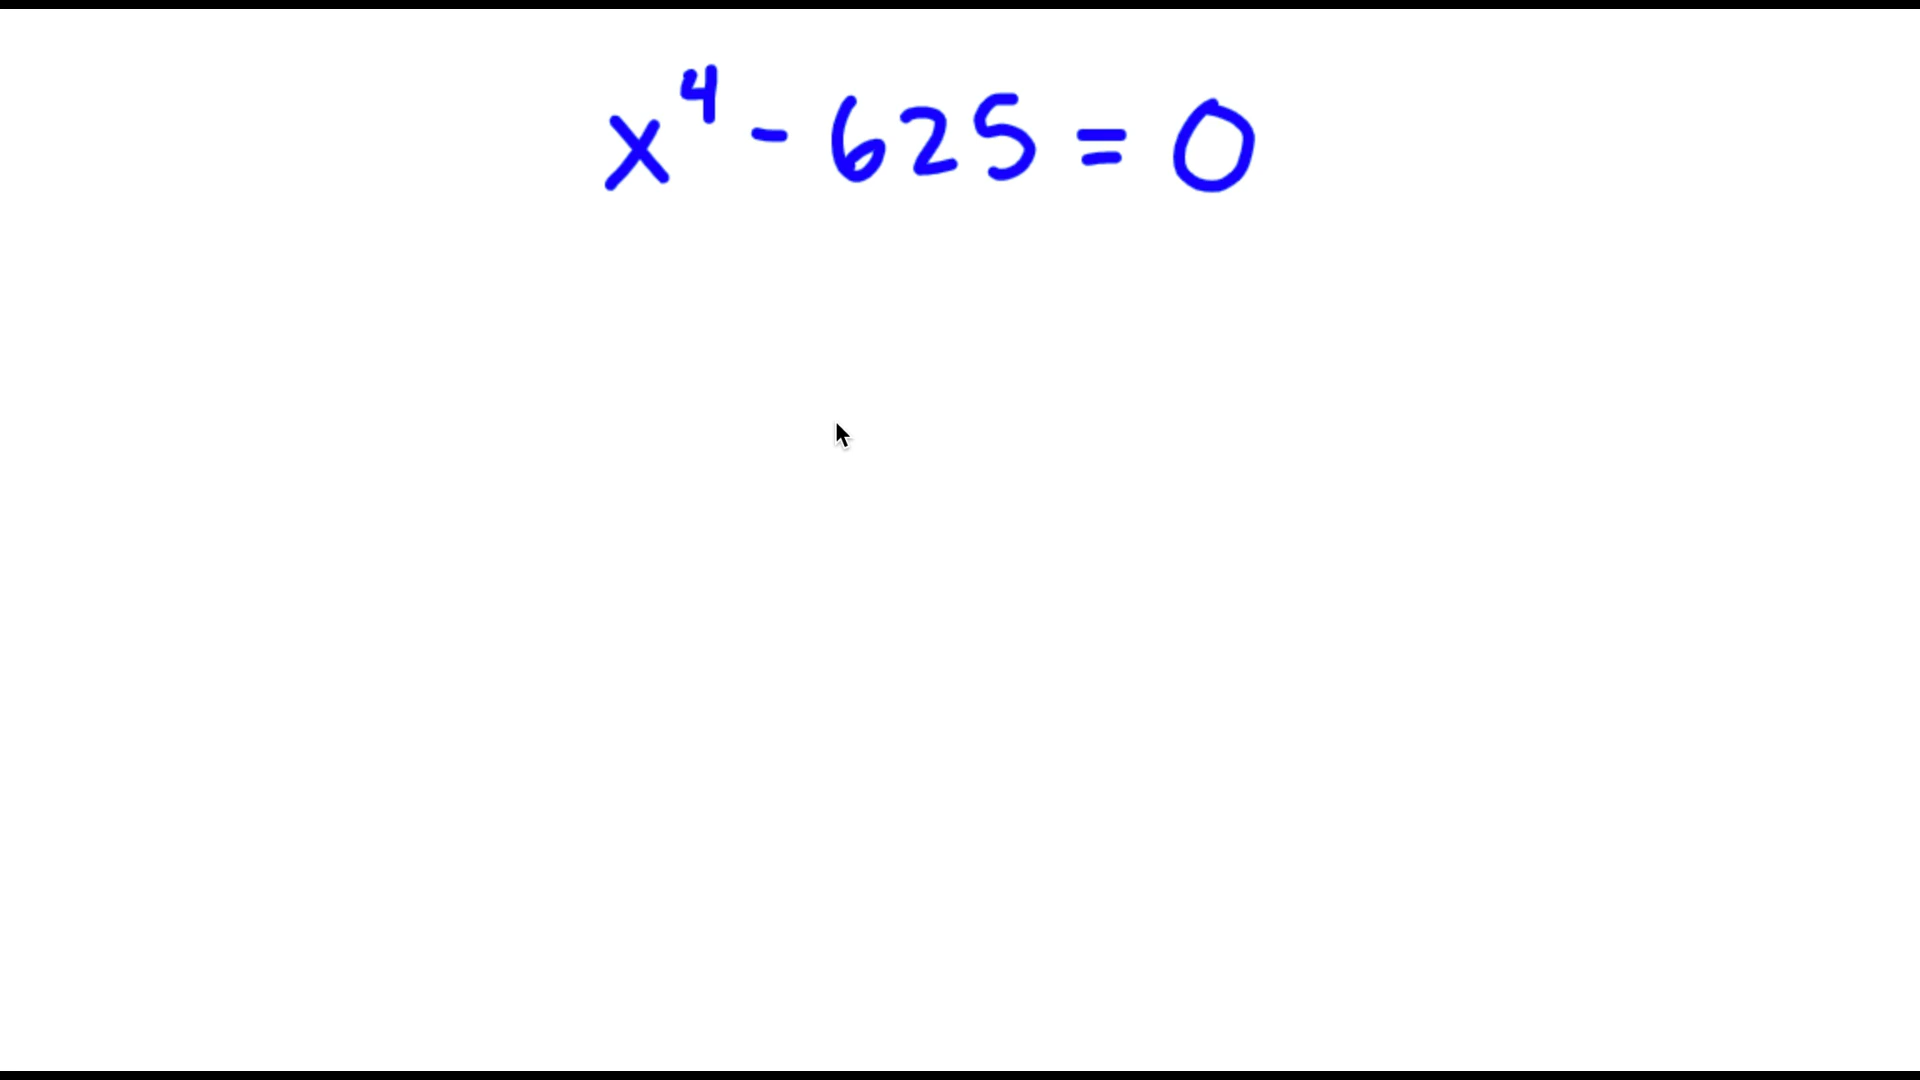 x⁴ - 625 = 0